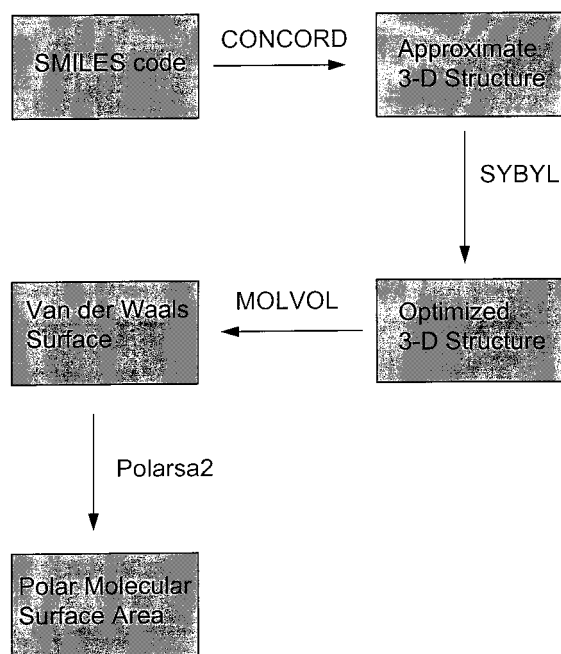 SMILES code
CONCORD
Approximate
3-D Structure
SYBYL
Optimized
3-D Structure
MOLVOL
Van der Waals
Surface
Polarsa2
Polar Molecular
Surface Area